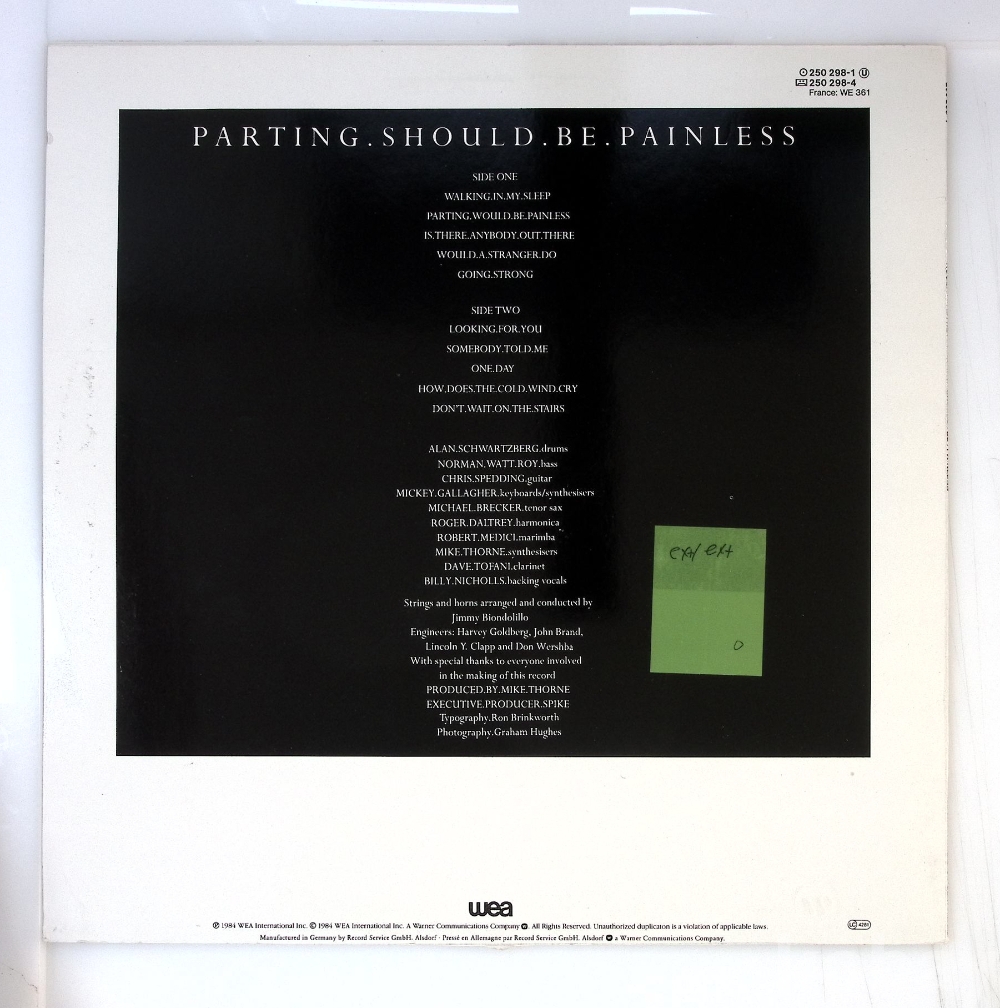 250 298-1 Ⓤ
250 298-4
France: WE 361
PARTING.SHOULD.BE.PAINLESS
SIDE ONE
WALKING.IN.MY.SLEEP
PARTING.WOULD.BE.PAINLESS
IS.THERE.ANYBODY.OUT.THERE
WOULD.A.STRANGER.DO
GOING.STRONG
SIDE TWO
LOOKING.FOR.YOU
SOMEBODY.TOLD.ME
ONE.DAY
HOW.DOES.THE.COLD.WIND.CRY
DON'T.WAIT.ON.THE.STAIRS
ALAN.SCHWARTZBERG.drums
NORMAN.WATT.ROY.bass
CHRIS.SPEDDING.guitar
MICKEY.GALLAGHER.keyboards/synthesisers
MICHAEL.BRECKER.tenor sax
ROGER.DALTREY.harmonica
ROBERT.MEDICI.marimba
MIKE.THORNE.synthesisers
DAVE.TOFANI.clarinet
BILLY.NICHOLLS.backing vocals
Strings and horns arranged and conducted by
Jimmy Biondolillo
Engineers: Harvey Goldberg, John Brand,
Lincoln Y. Clapp and Don Wershba
With special thanks to everyone involved
in the making of this record
PRODUCED.BY.MIKE.THORNE
EXECUTIVE.PRODUCER.SPIKE
Typography.Ron Brinkworth
Photography.Graham Hughes
ex+/ ex+
O
wea
℗ 1984 WEA International Inc. © 1984 WEA International Inc. A Warner Communications Company. All Rights Reserved. Unauthorized duplicaton is a violation of applicable laws.
LC 4281
Manufactured in Germany by Record Service GmbH. Alsdorf · Pressé en Allemagne par Record Service GmbH. Alsdorf a Warner Communications Company.